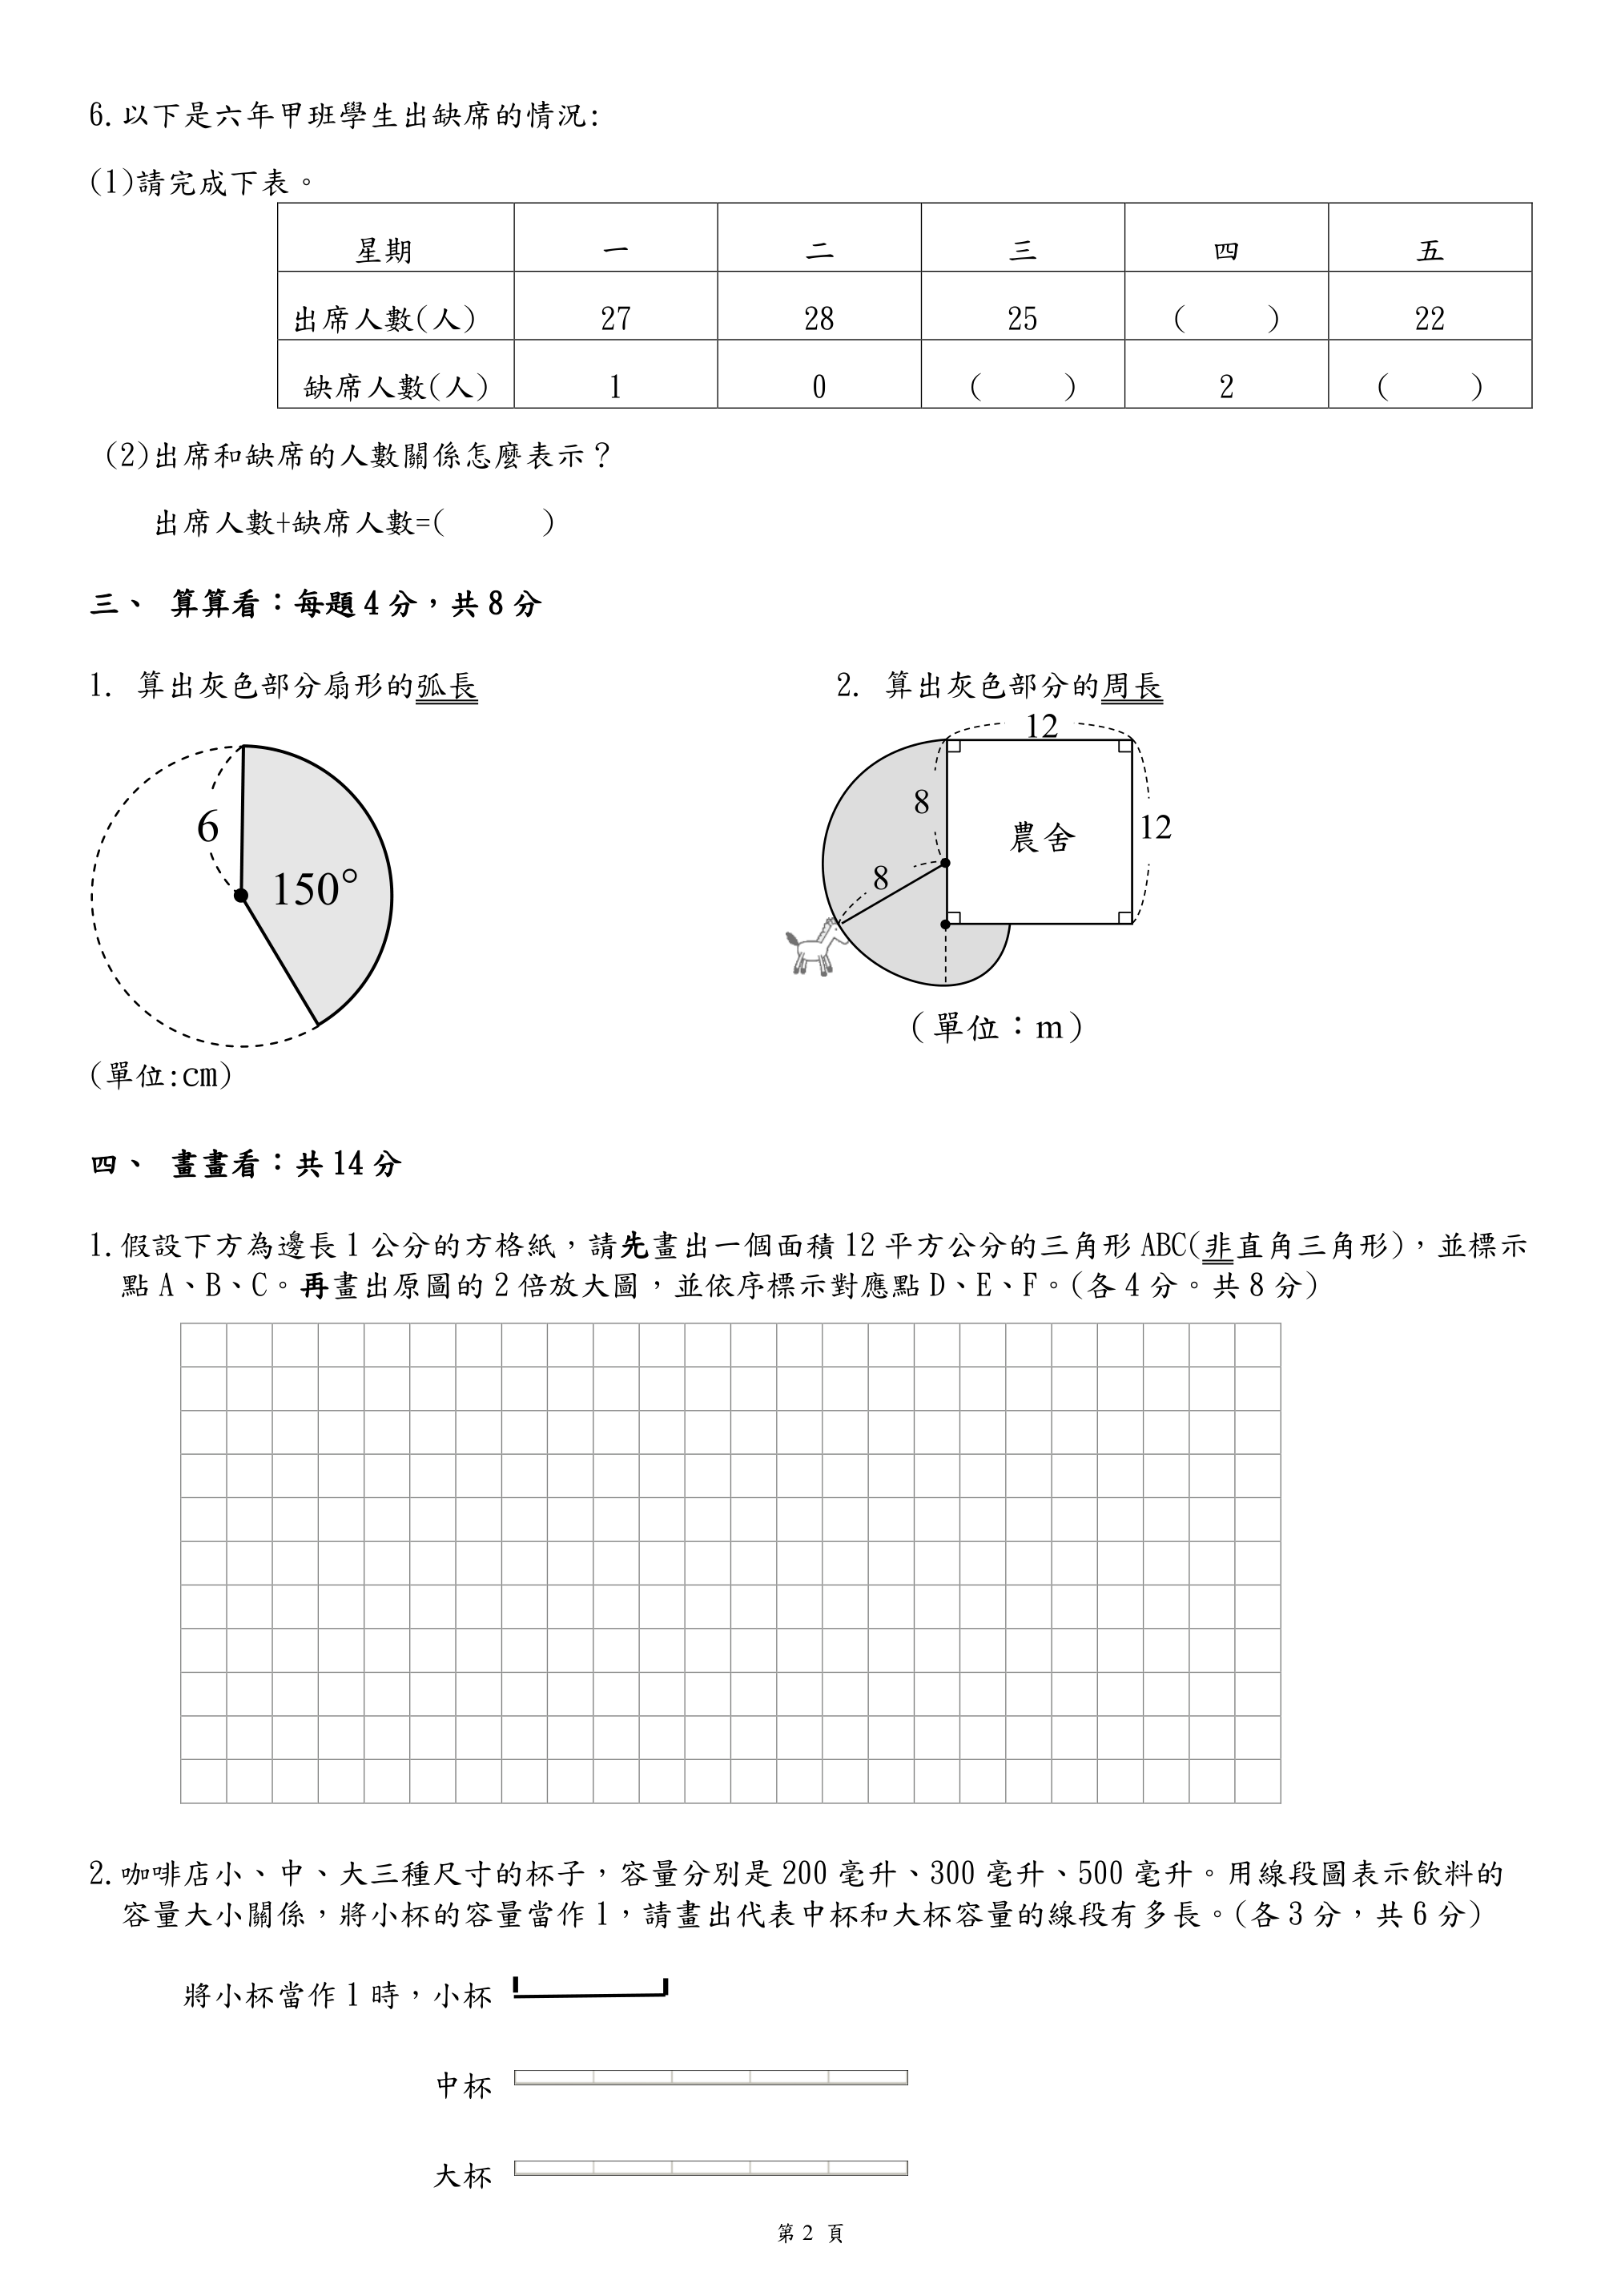 6.以下是六年甲班學生出缺席的情況:
(1)請完成下表。
星期 一 二 三 四 五
出席人數(人) 27 28 25 ( ) 22
缺席人數(人) 1 0 ( ) 2 ( )
(2)出席和缺席的人數關係怎麼表示？
出席人數+缺席人數=( )
三、 算算看：每題4分，共8分
1. 算出灰色部分扇形的弧長
6
150°
(單位:cm)
2. 算出灰色部分的周長
12
8
農舍
12
8
(單位：m)
四、 畫畫看：共14分
1.假設下方為邊長1公分的方格紙，請先畫出一個面積12平方公分的三角形ABC(非直角三角形)，並標示
點A、B、C。再畫出原圖的2倍放大圖，並依序標示對應點D、E、F。(各4分。共8分)
2.咖啡店小、中、大三種尺寸的杯子，容量分別是200毫升、300毫升、500毫升。用線段圖表示飲料的
容量大小關係，將小杯的容量當作1，請畫出代表中杯和大杯容量的線段有多長。(各3分，共6分)
將小杯當作1時，小杯
中杯
大杯
第2頁